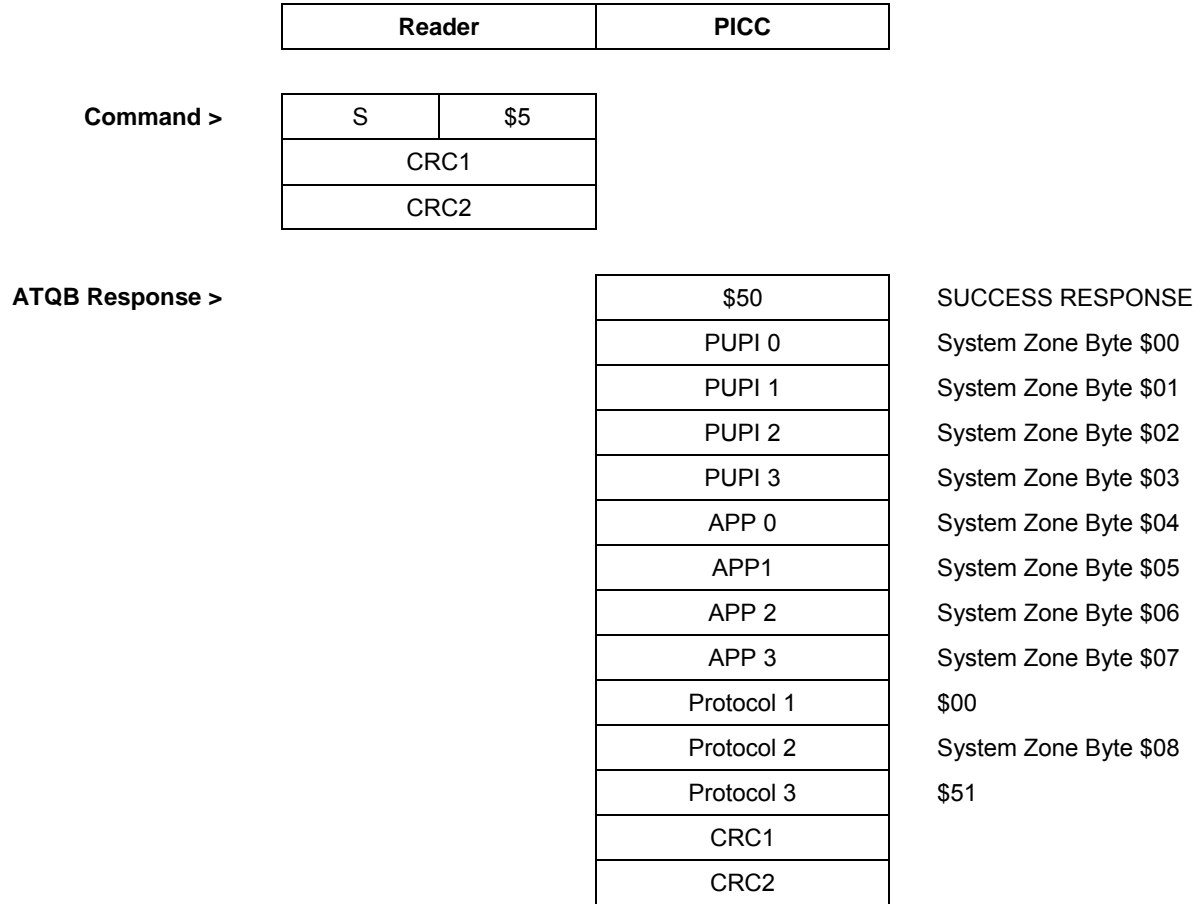 Reader PICC
Command > S $5
CRC1
CRC2
ATQB Response > $50 SUCCESS RESPONSE
PUPI 0 System Zone Byte $00
PUPI 1 System Zone Byte $01
PUPI 2 System Zone Byte $02
PUPI 3 System Zone Byte $03
APP 0 System Zone Byte $04
APP1 System Zone Byte $05
APP 2 System Zone Byte $06
APP 3 System Zone Byte $07
Protocol 1 $00
Protocol 2 System Zone Byte $08
Protocol 3 $51
CRC1
CRC2